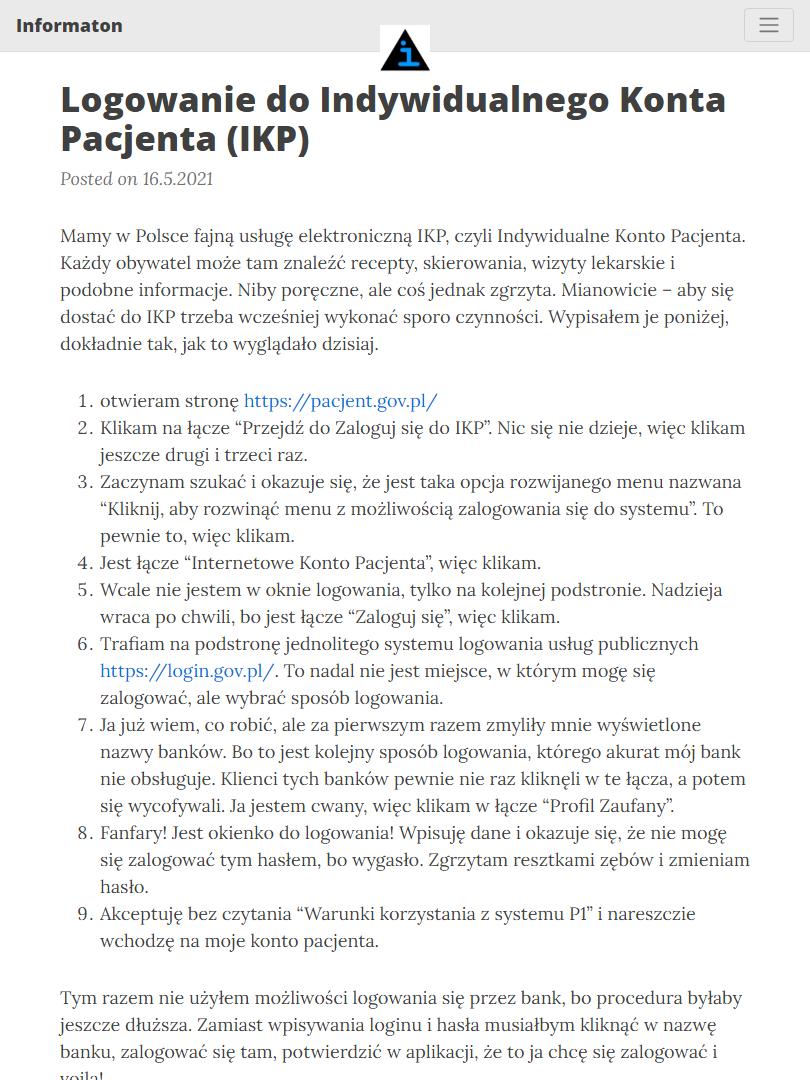 Informaton
Logowanie do Indywidualnego Konta
Pacjenta (IKP)
Posted on 16.5.2021
Mamy w Polsce fajną usługę elektroniczną IKP, czyli Indywidualne Konto Pacjenta.
Każdy obywatel może tam znaleźć recepty, skierowania, wizyty lekarskie i
podobne informacje. Niby poręczne, ale coś jednak zgrzyta. Mianowicie – aby się
dostać do IKP trzeba wcześniej wykonać sporo czynności. Wypisałem je poniżej,
dokładnie tak, jak to wyglądało dzisiaj.
1. otwieram stronę https://pacjent.gov.pl/
2. Klikam na łącze “Przejdź do Zaloguj się do IKP”. Nic się nie dzieje, więc klikam
jeszcze drugi i trzeci raz.
3. Zaczynam szukać i okazuje się, że jest taka opcja rozwijanego menu nazwana
“Kliknij, aby rozwinąć menu z możliwością zalogowania się do systemu”. To
pewnie to, więc klikam.
4. Jest łącze “Internetowe Konto Pacjenta”, więc klikam.
5. Wcale nie jestem w oknie logowania, tylko na kolejnej podstronie. Nadzieja
wraca po chwili, bo jest łącze “Zaloguj się”, więc klikam.
6. Trafiam na podstronę jednolitego systemu logowania usług publicznych
https://login.gov.pl/. To nadal nie jest miejsce, w którym mogę się
zalogować, ale wybrać sposób logowania.
7. Ja już wiem, co robić, ale za pierwszym razem zmyliły mnie wyświetlone
nazwy banków. Bo to jest kolejny sposób logowania, którego akurat mój bank
nie obsługuje. Klienci tych banków pewnie nie raz kliknęli w te łącza, a potem
się wycofywali. Ja jestem cwany, więc klikam w łącze “Profil Zaufany”.
8. Fanfary! Jest okienko do logowania! Wpisuję dane i okazuje się, że nie mogę
się zalogować tym hasłem, bo wygasło. Zgrzytam resztkami zębów i zmieniam
hasło.
9. Akceptuję bez czytania “Warunki korzystania z systemu P1” i nareszcie
wchodzę na moje konto pacjenta.
Tym razem nie użyłem możliwości logowania się przez bank, bo procedura byłaby
jeszcze dłuższa. Zamiast wpisywania loginu i hasła musiałbym kliknąć w nazwę
banku, zalogować się tam, potwierdzić w aplikacji, że to ja chcę się zalogować i
voila!